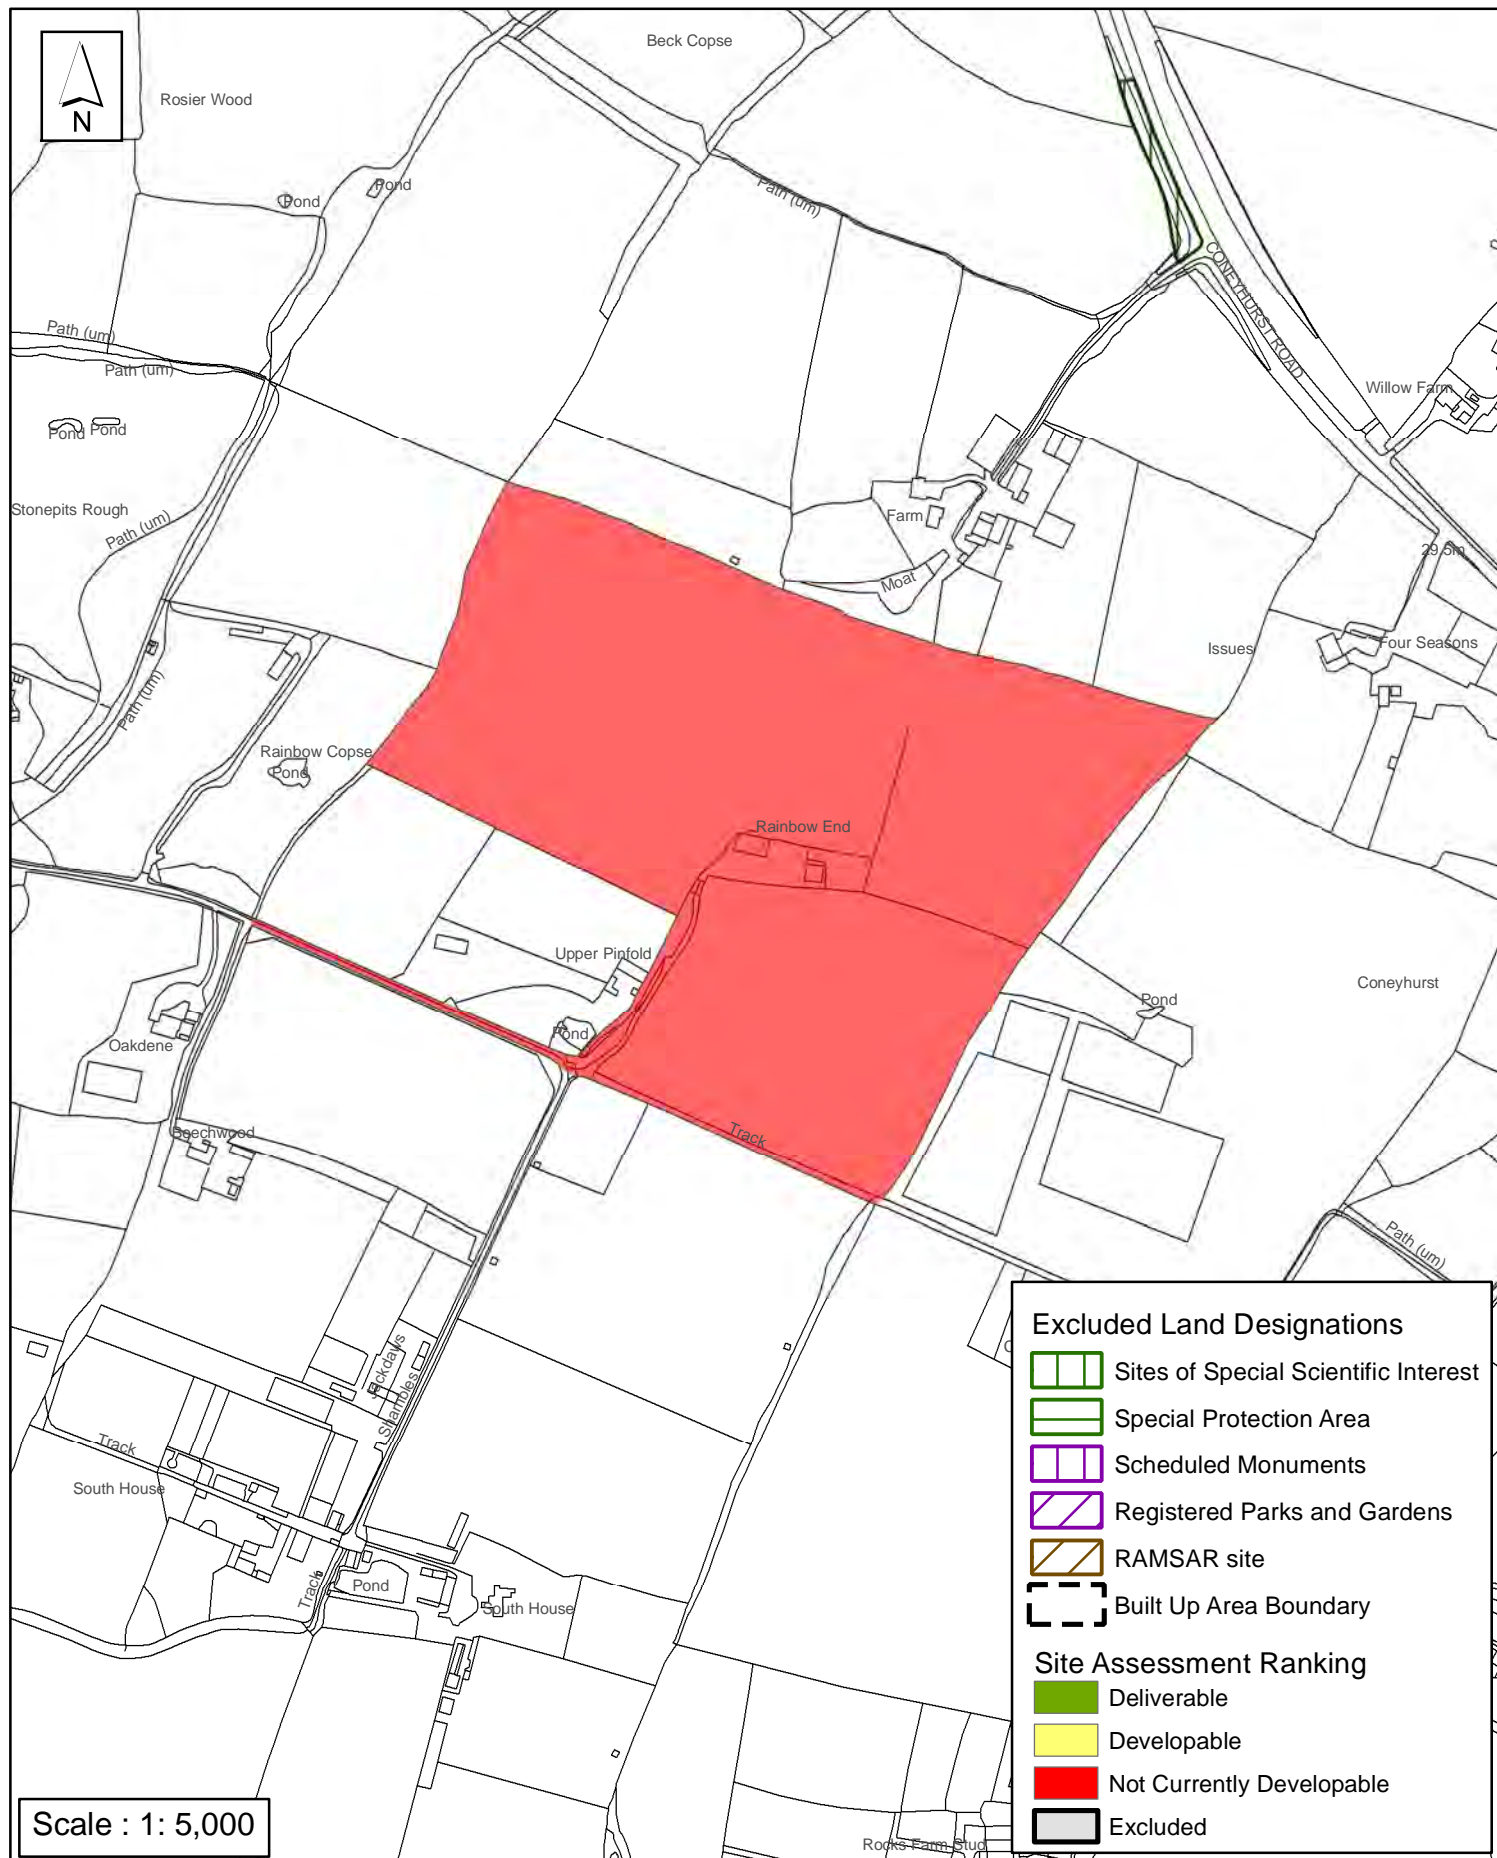 Beck Copse
Rosier Wood
N
Pond
Pond
Path (um)
CONEYHURST ROAD
Path (um)
Path (um)
Willow Farm
Pond
Pond
Stonepits Rough
Path (um)
Farm
Moat
29.5m
Issues
Four Seasons
Path (um)
Rainbow Copse
Pond
Rainbow End
Upper Pinfold
Coneyhurst
Pond
Pond
Oakdene
Beechwood
Track
Path (um)
Jackdaws
Shambles
Track
South House
Track
Pond
South House
Rocks Farm Stud
Excluded Land Designations
Sites of Special Scientific Interest
Special Protection Area
Scheduled Monuments
Registered Parks and Gardens
RAMSAR site
Built Up Area Boundary
Site Assessment Ranking
Deliverable
Developable
Not Currently Developable
Excluded
Scale : 1: 5,000